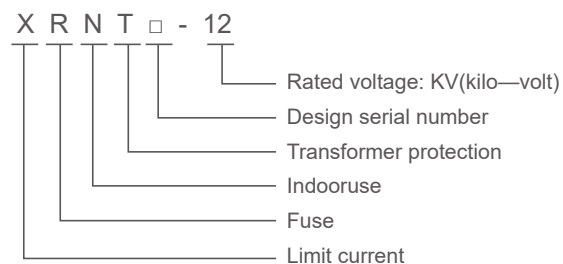 X R N T □ - 12
Rated voltage: KV(kilo—volt)
Design serial number
Transformer protection
Indooruse
Fuse
Limit current